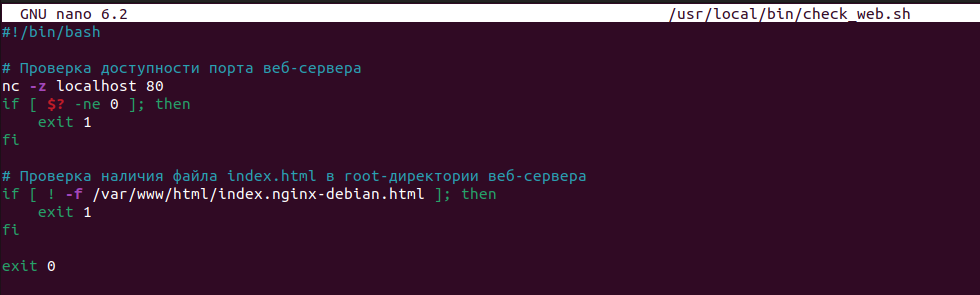 GNU nano 6.2 /usr/local/bin/check_web.sh
#!/bin/bash
# Проверка доступности порта веб-сервера
nc -z localhost 80
if [ $? -ne 0 ]; then
    exit 1
fi
# Проверка наличия файла index.html в root-директории веб-сервера
if [ ! -f /var/www/html/index.nginx-debian.html ]; then
    exit 1
fi
exit 0